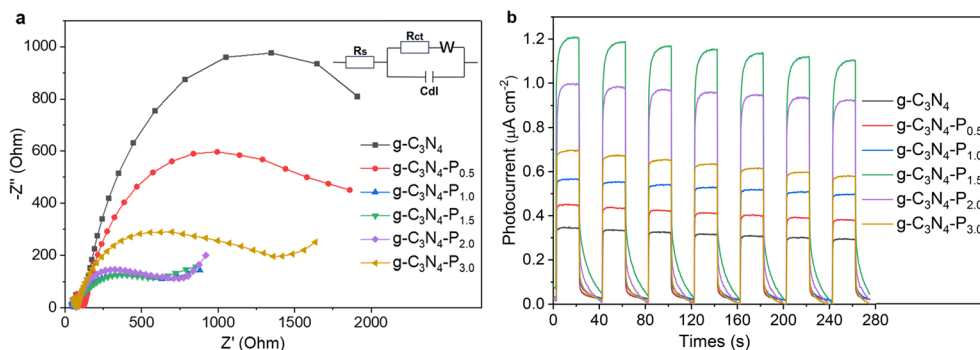 a
-Z'' (Ohm)
1000
800
600
400
200
0
0
500
1000
1500
2000
Z' (Ohm)
Rs
Rct
W
Cdl
g-C₃N₄
g-C₃N₄-P₀.₅
g-C₃N₄-P₁.₀
g-C₃N₄-P₁.₅
g-C₃N₄-P₂.₀
g-C₃N₄-P₃.₀
b
Photocurrent (μA cm⁻²)
1.2
1.0
0.8
0.6
0.4
0.2
0.0
0
40
80
120
160
200
240
280
Times (s)
g-C₃N₄
g-C₃N₄-P₀.₅
g-C₃N₄-P₁.₀
g-C₃N₄-P₁.₅
g-C₃N₄-P₂.₀
g-C₃N₄-P₃.₀